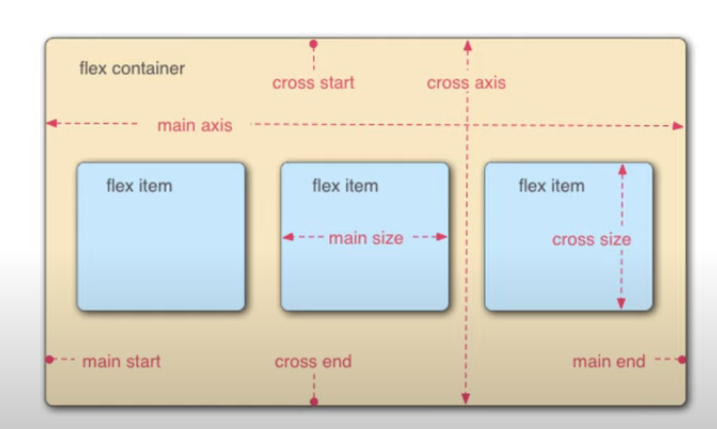 flex container
cross start
cross axis
main axis
flex item
flex item
flex item
main size
cross size
main start
cross end
main end